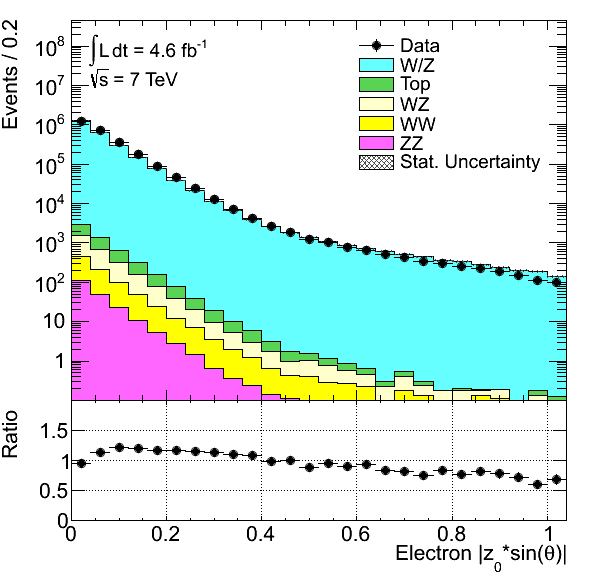 Events / 0.2
10⁸
10⁷
10⁶
10⁵
10⁴
10³
10²
10
1
∫L dt = 4.6 fb⁻¹
√s = 7 TeV
Data
W/Z
Top
WZ
WW
ZZ
Stat. Uncertainty
Ratio
1.5
1
0.5
0
0 0.2 0.4 0.6 0.8 1
Electron |z₀*sin(θ)|